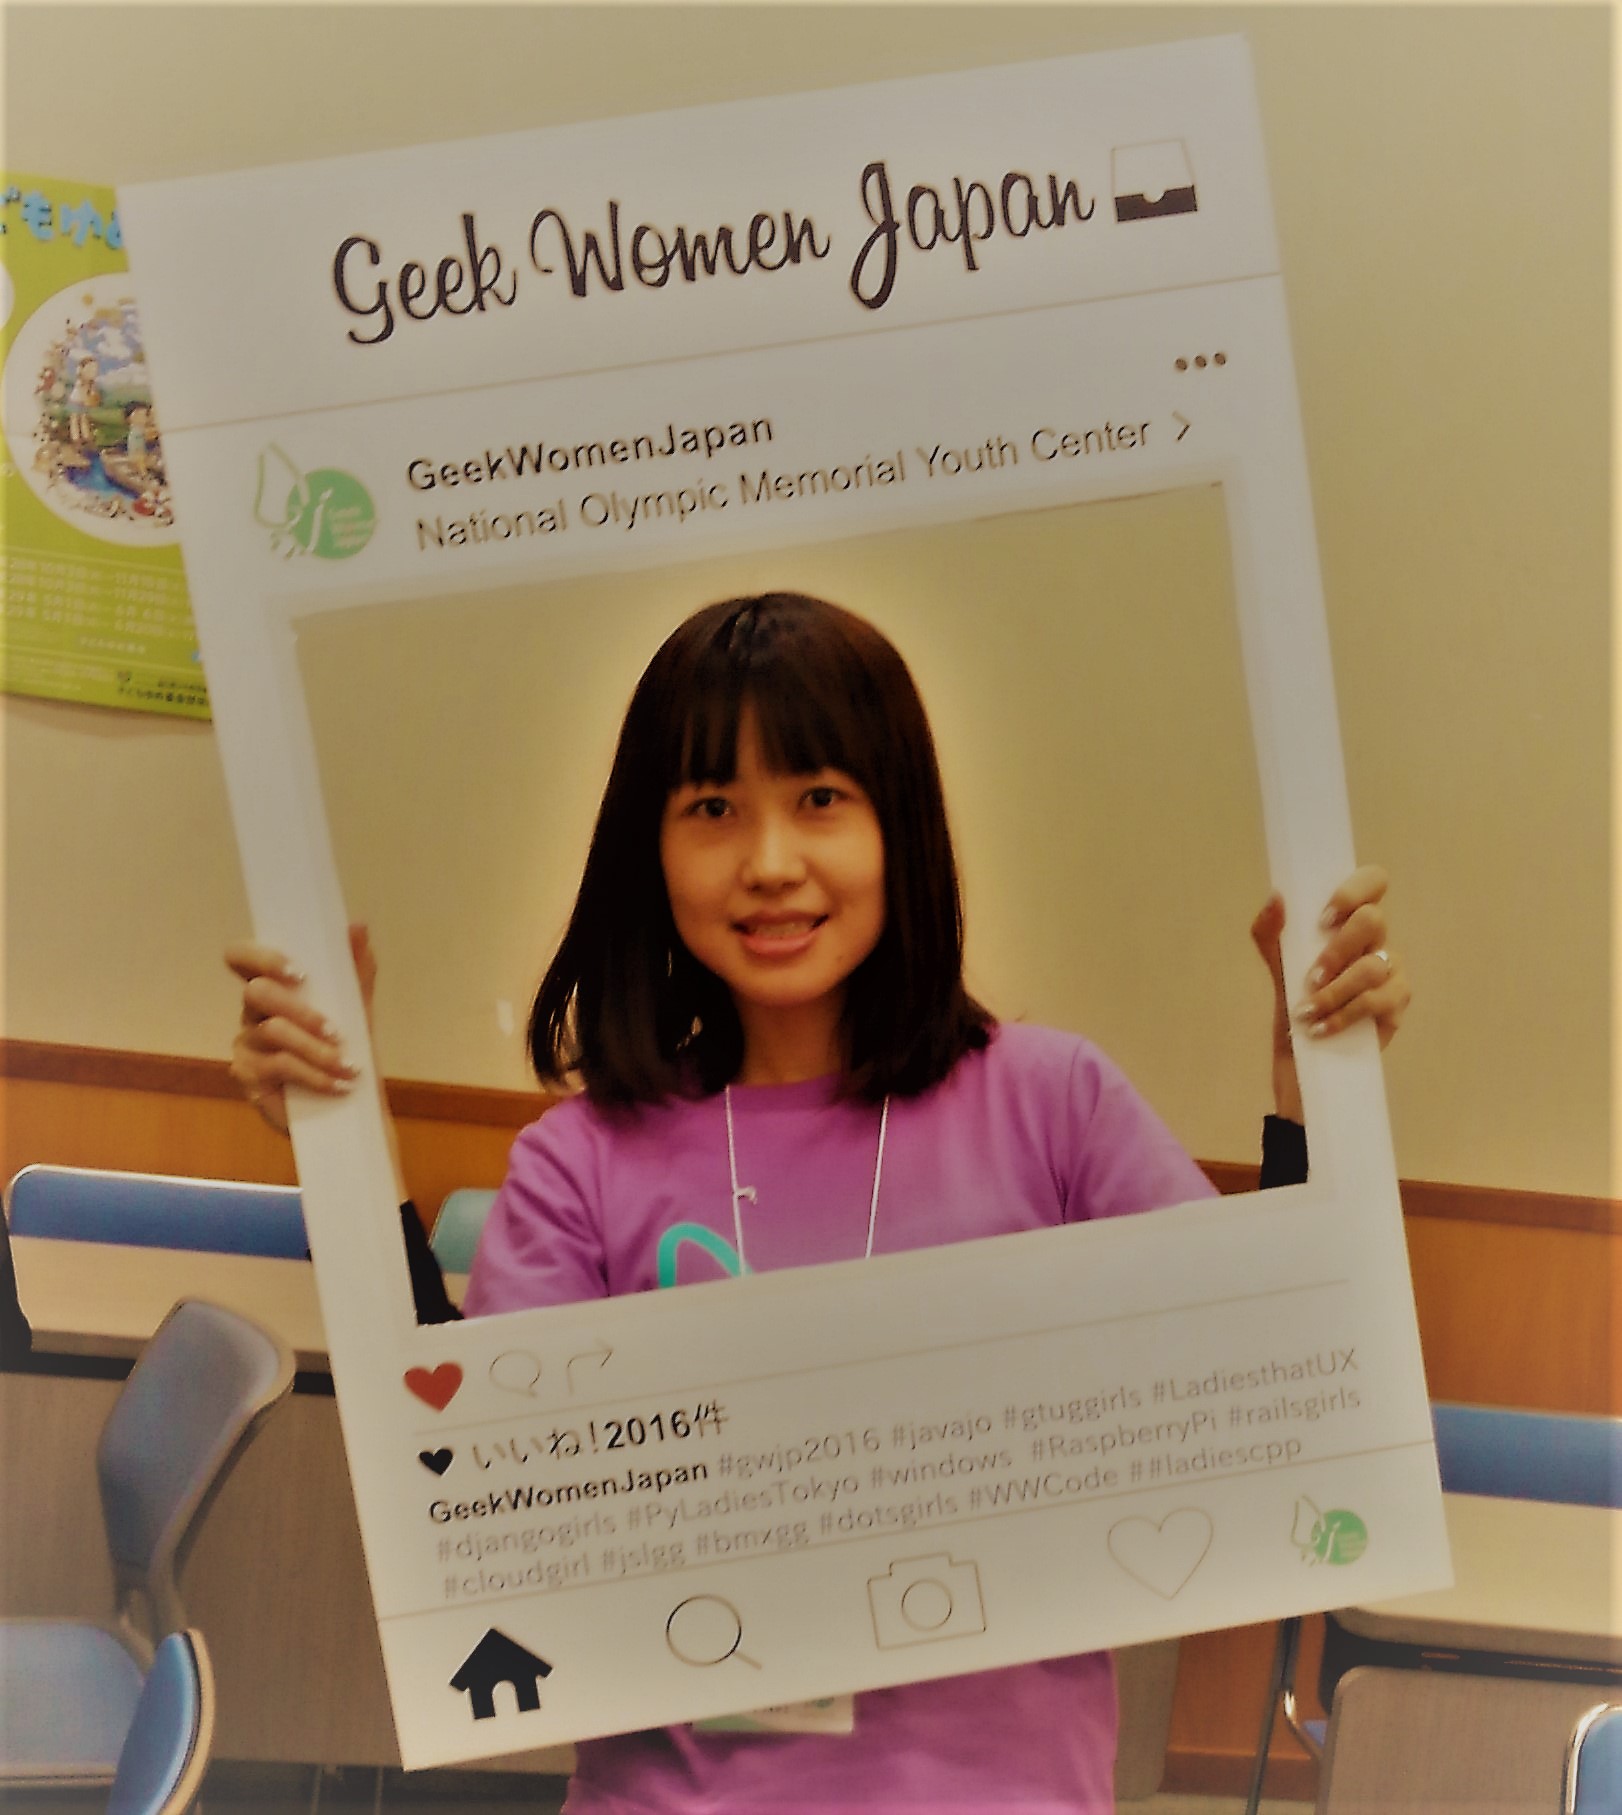 Geek Women Japan
GeekWomenJapan
National Olympic Memorial Youth Center
いいね!2016件
GeekWomenJapan #gwjp2016 #javajo #gtuggirls #LadiesthatUX
#djangogirls #PyLadiesTokyo #windows #RaspberryPi #railsgirls
#cloudgirl #jslgg #bmxgg #dotsgirls #WWCode ##ladiescpp